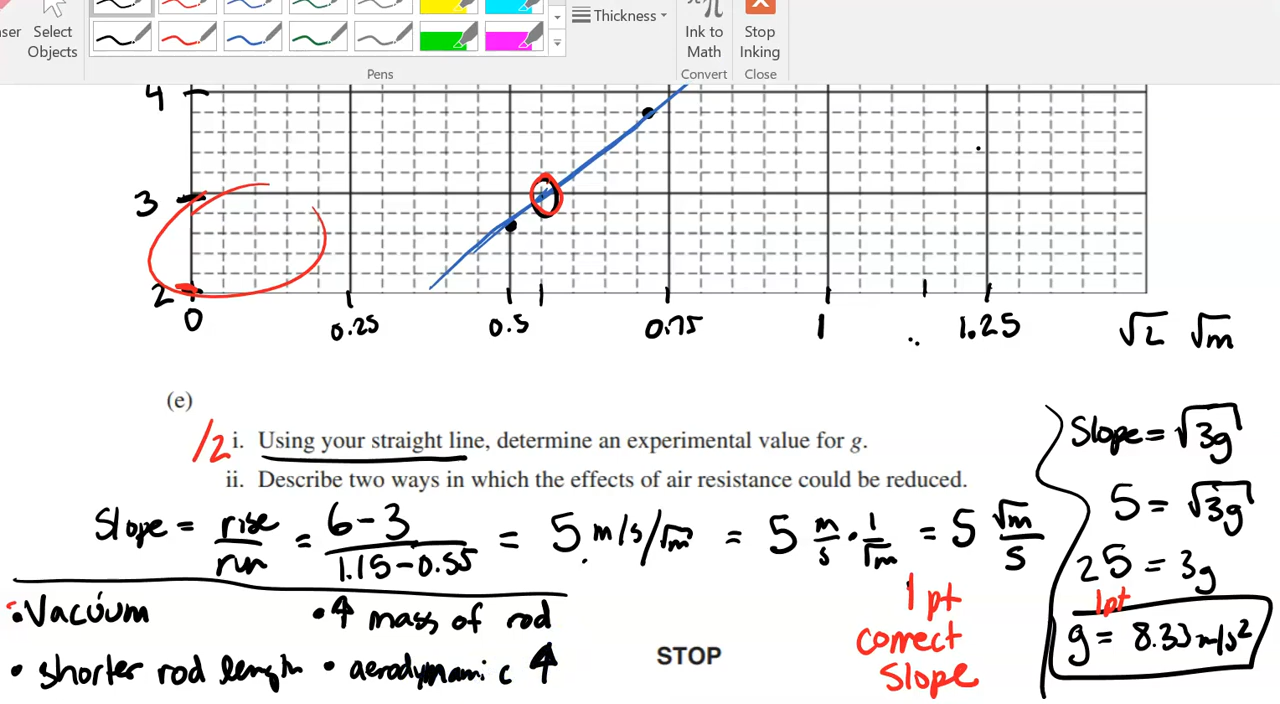 ser
Select Objects
Thickness
Ink to Math
Stop Inking
Pens
Convert
Close
4
3
2
0 0.25 0.5 0.75 1 1.25 √L √m
(e)
/2 i. Using your straight line, determine an experimental value for g.
ii. Describe two ways in which the effects of air resistance could be reduced.
Slope = rise/run = 6-3/1.15-0.55 = 5 m/s/√m = 5 m/s • 1/√m = 5 √m/s
• Vacuum
• ↑ mass of rod
• shorter rod length
• aerodynamic ↑
STOP
1 pt
correct
slope
Slope = √3g
5 = √3g
25 = 3g
1pt
g = 8.33 m/s²